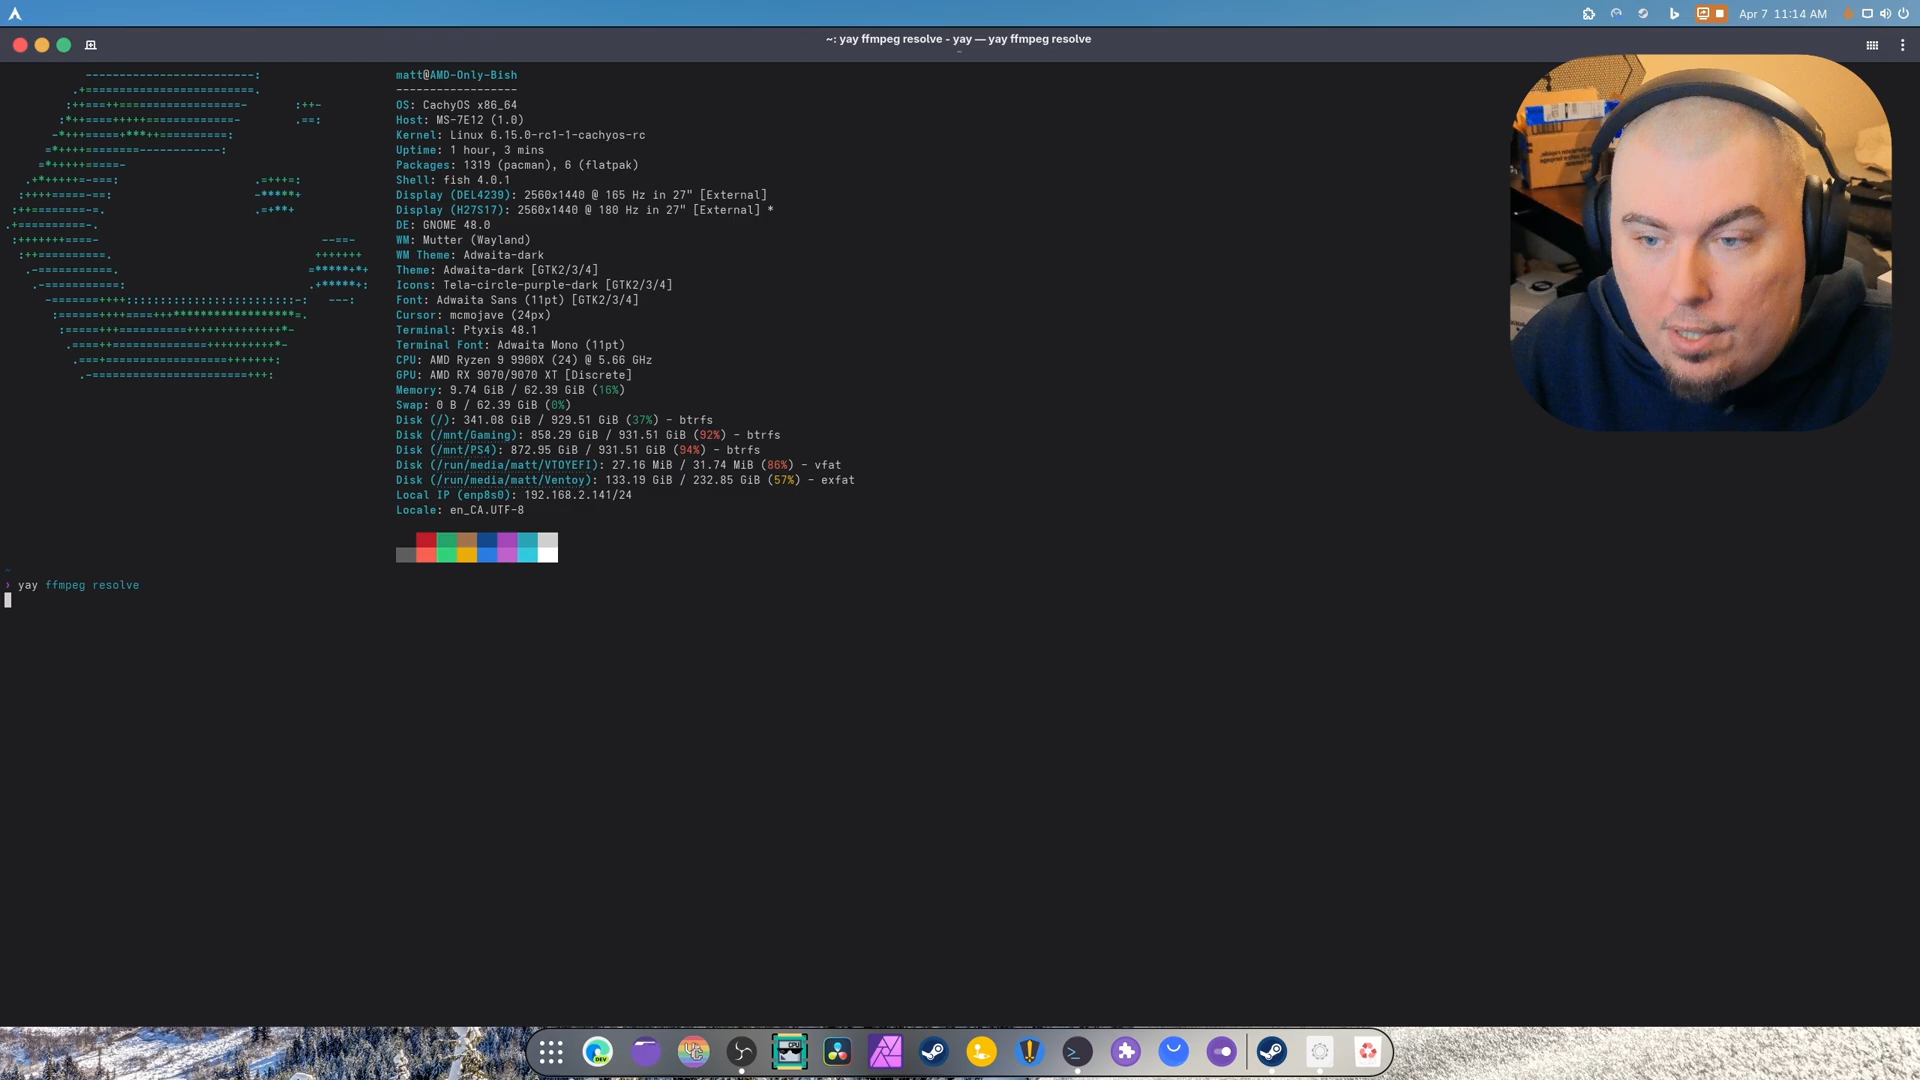 Apr 7 11:14 AM
~: yay ffmpeg resolve - yay — yay ffmpeg resolve
matt@AMD-Only-Bish
------------------
OS: CachyOS x86_64
Host: MS-7E12 (1.0)
Kernel: Linux 6.15.0-rc1-1-cachyos-rc
Uptime: 1 hour, 3 mins
Packages: 1319 (pacman), 6 (flatpak)
Shell: fish 4.0.1
Display (DEL4239): 2560x1440 @ 165 Hz in 27" [External]
Display (H27S17): 2560x1440 @ 180 Hz in 27" [External] *
DE: GNOME 48.0
WM: Mutter (Wayland)
WM Theme: Adwaita-dark
Theme: Adwaita-dark [GTK2/3/4]
Icons: Tela-circle-purple-dark [GTK2/3/4]
Font: Adwaita Sans (11pt) [GTK2/3/4]
Cursor: mcmojave (24px)
Terminal: Ptyxis 48.1
Terminal Font: Adwaita Mono (11pt)
CPU: AMD Ryzen 9 9900X (24) @ 5.66 GHz
GPU: AMD RX 9070/9070 XT [Discrete]
Memory: 9.74 GiB / 62.39 GiB (16%)
Swap: 0 B / 62.39 GiB (0%)
Disk (/): 341.08 GiB / 929.51 GiB (37%) - btrfs
Disk (/mnt/Gaming): 858.29 GiB / 931.51 GiB (92%) - btrfs
Disk (/mnt/PS4): 872.95 GiB / 931.51 GiB (94%) - btrfs
Disk (/run/media/matt/VTOYEFI): 27.16 MiB / 31.74 MiB (86%) - vfat
Disk (/run/media/matt/Ventoy): 133.19 GiB / 232.85 GiB (57%) - exfat
Local IP (enp8s0): 192.168.2.141/24
Locale: en_CA.UTF-8
~
❯ yay ffmpeg resolve
DEV
CPU